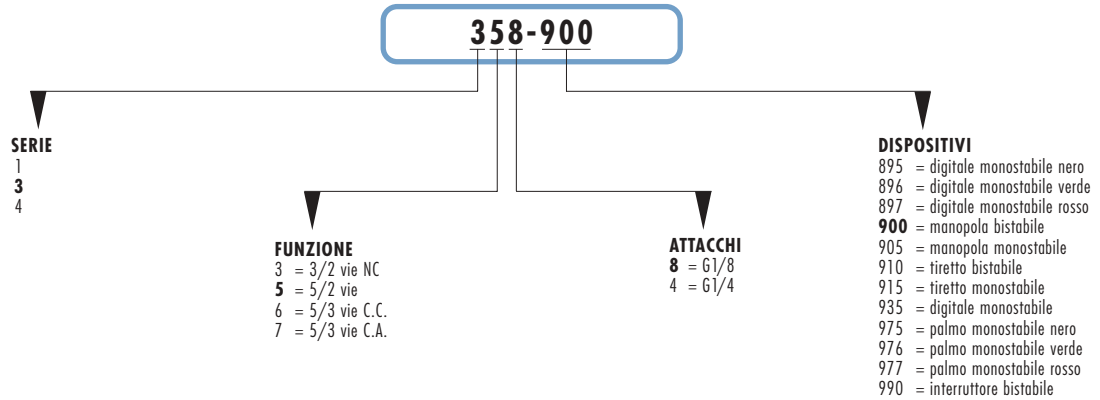 358-900
SERIE
1
3
4
FUNZIONE
3 = 3/2 vie NC
5 = 5/2 vie
6 = 5/3 vie C.C.
7 = 5/3 vie C.A.
ATTACCHI
8 = G1/8
4 = G1/4
DISPOSITIVI
895 = digitale monostabile nero
896 = digitale monostabile verde
897 = digitale monostabile rosso
900 = manopola bistabile
905 = manopola monostabile
910 = tiretto bistabile
915 = tiretto monostabile
935 = digitale monostabile
975 = palmo monostabile nero
976 = palmo monostabile verde
977 = palmo monostabile rosso
990 = interruttore bistabile